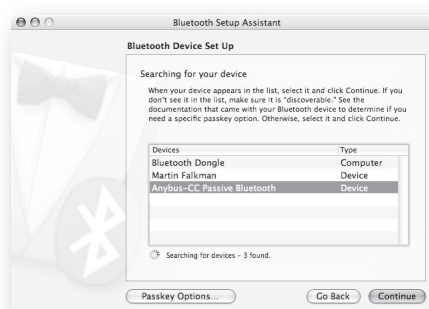 Bluetooth Setup Assistant
Bluetooth Device Set Up
Searching for your device
When your device appears in the list, select it and click Continue. If you
don't see it in the list, make sure it is "discoverable." See the
documentation that came with your Bluetooth device to determine if you
need a specific passkey option. Otherwise, select it and click Continue.
Devices Type
Bluetooth Dongle Computer
Martin Falkman Device
Anybus-CC Passive Bluetooth Device
Searching for devices – 3 found.
Passkey Options... Go Back Continue